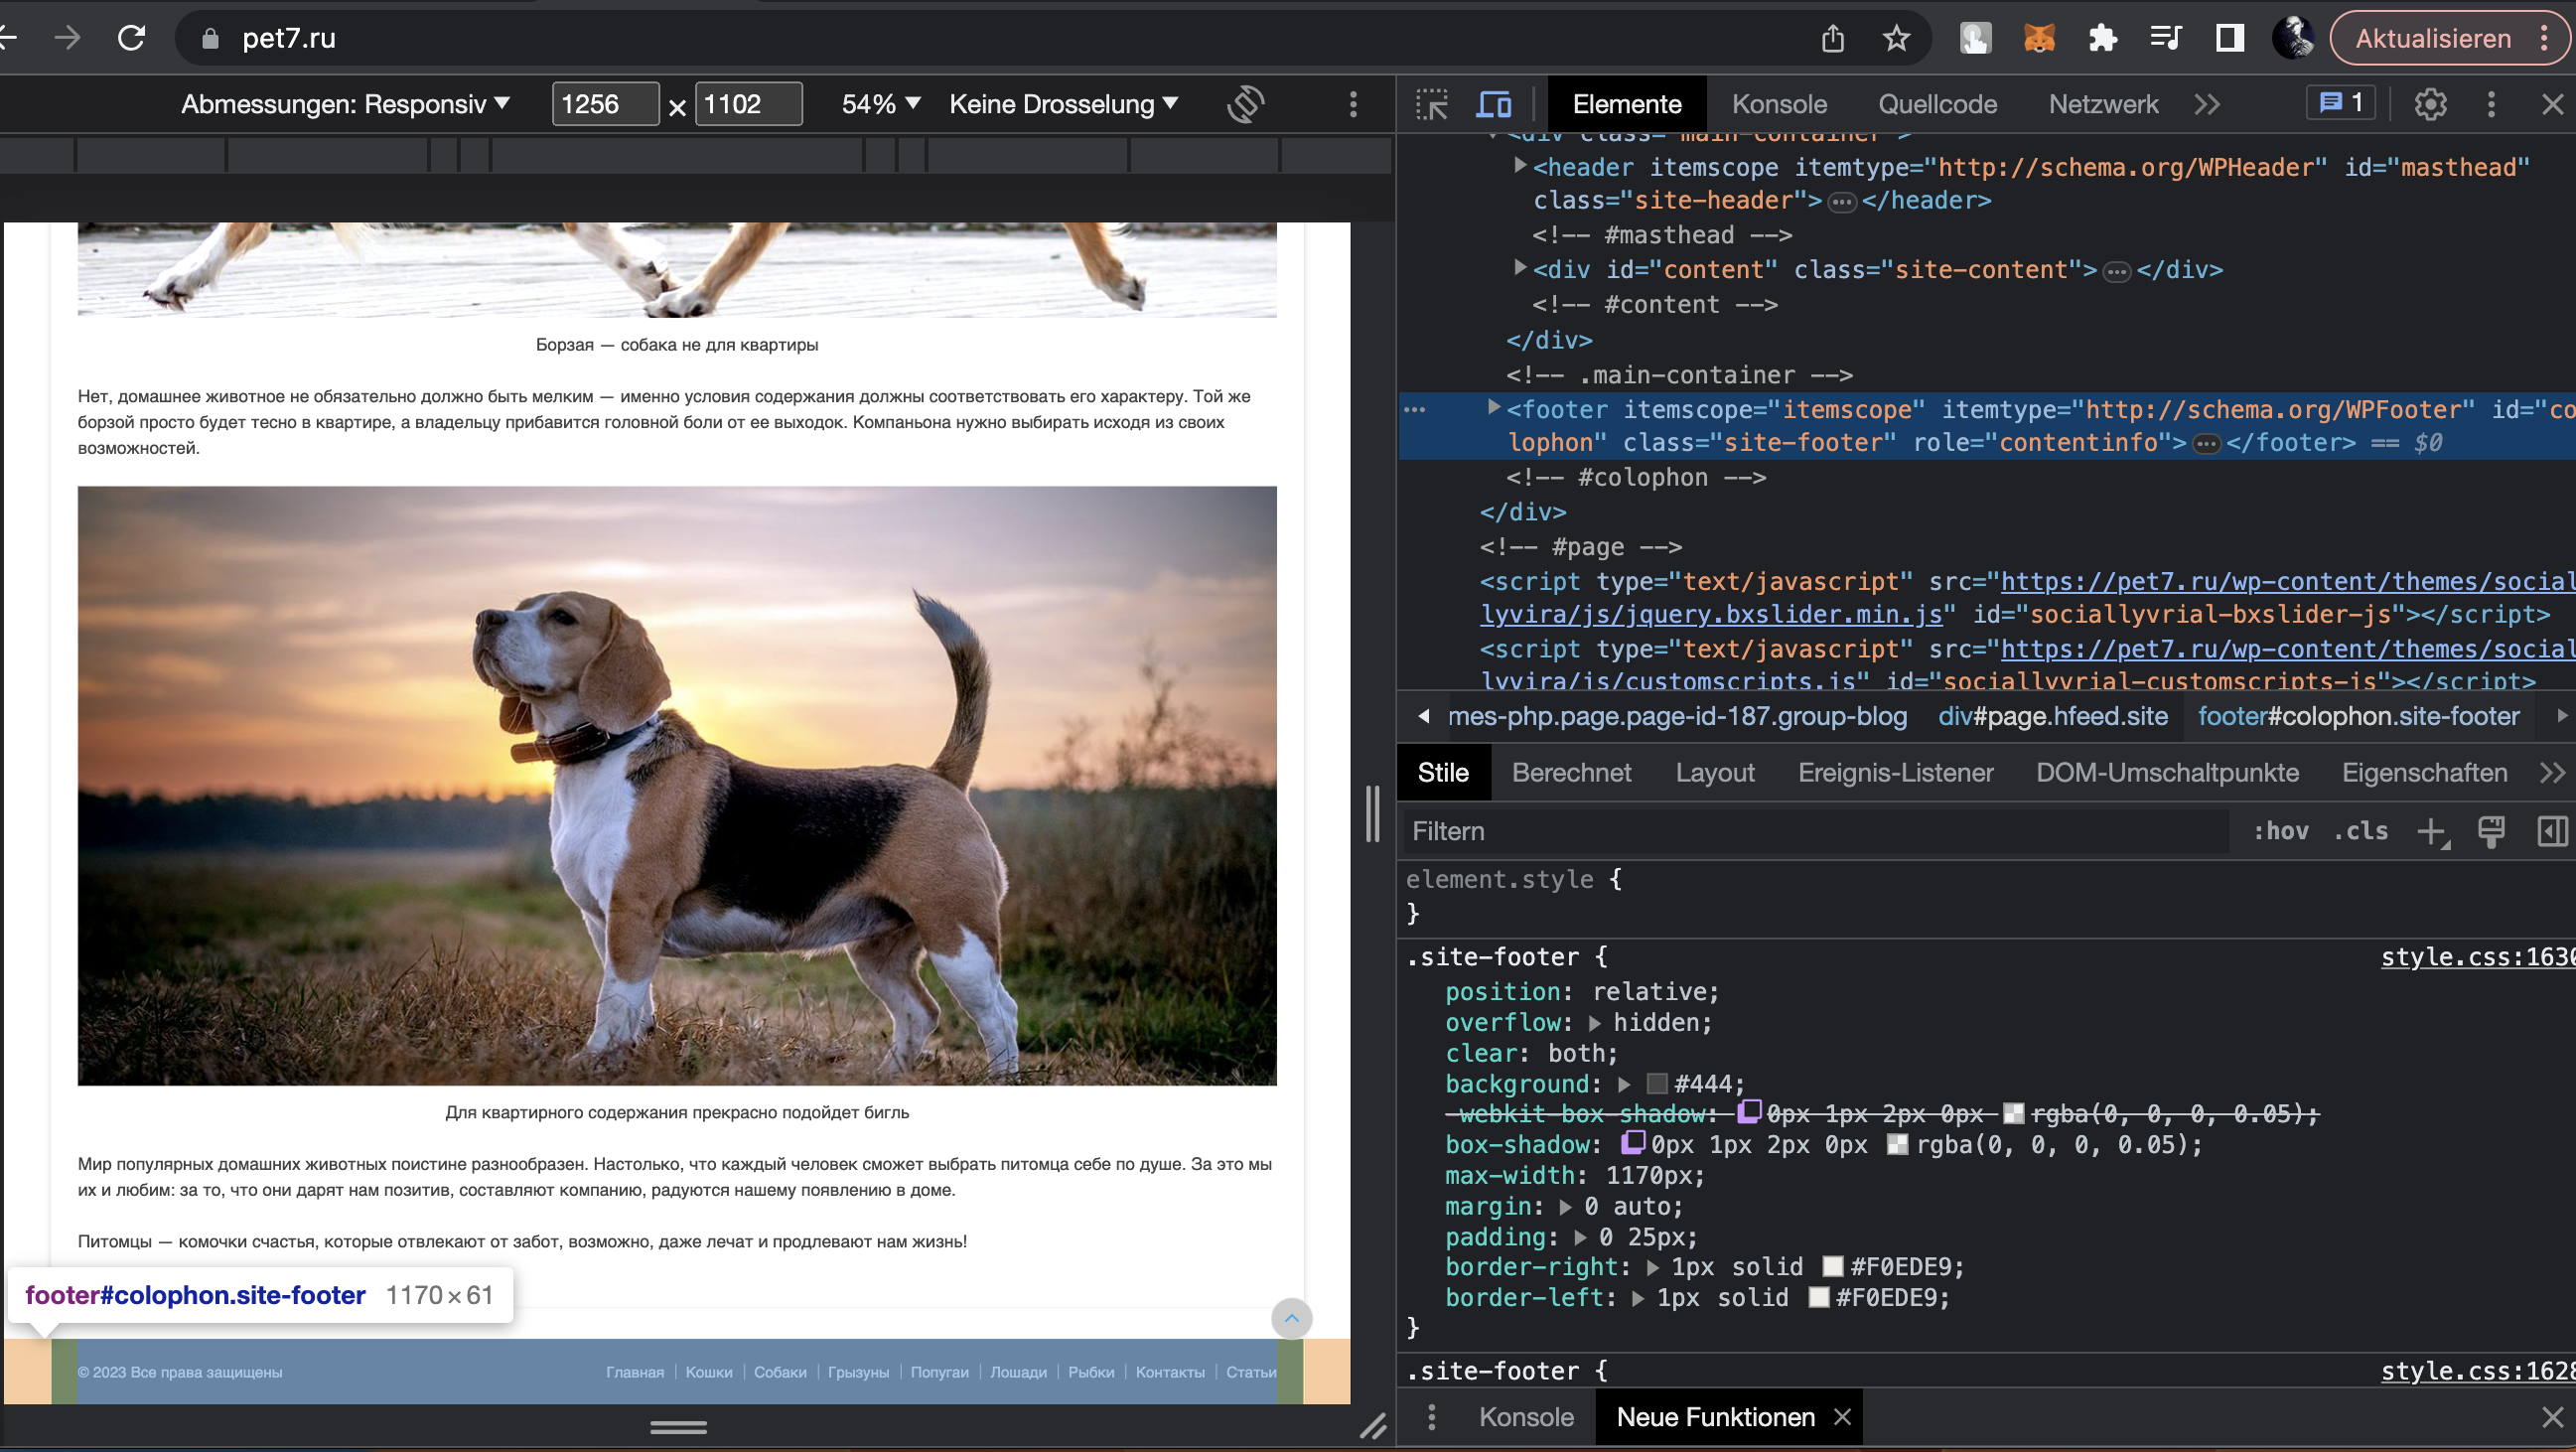 pet7.ru
Aktualisieren
Abmessungen: Responsiv
1256 × 1102
54%
Keine Drosselung
Борзая — собака не для квартиры
Нет, домашнее животное не обязательно должно быть мелким — именно условия содержания должны соответствовать его характеру. Той же
борзой просто будет тесно в квартире, а владельцу прибавится головной боли от ее выходок. Компаньона нужно выбирать исходя из своих
возможностей.
Для квартирного содержания прекрасно подойдет бигль
Мир популярных домашних животных поистине разнообразен. Настолько, что каждый человек сможет выбрать питомца себе по душе. За это мы
их и любим: за то, что они дарят нам позитив, составляют компанию, радуются нашему появлению в доме.
Питомцы — комочки счастья, которые отвлекают от забот, возможно, даже лечат и продлевают нам жизнь!
footer#colophon.site-footer 1170×61
© 2023 Все права защищены
Главная | Кошки | Собаки | Грызуны | Попугаи | Лошади | Рыбки | Контакты | Статьи
Elemente Konsole Quellcode Netzwerk 1
<div class="main-container">
<header itemscope itemtype="http://schema.org/WPHeader" id="masthead"
class="site-header">…</header>
<!-- #masthead -->
<div id="content" class="site-content">…</div>
<!-- #content -->
</div>
<!-- .main-container -->
<footer itemscope="itemscope" itemtype="http://schema.org/WPFooter" id="co
lophon" class="site-footer" role="contentinfo">…</footer> == $0
<!-- #colophon -->
</div>
<!-- #page -->
<script type="text/javascript" src="https://pet7.ru/wp-content/themes/social
lyvira/js/jquery.bxslider.min.js" id="sociallyvrial-bxslider-js"></script>
<script type="text/javascript" src="https://pet7.ru/wp-content/themes/social
lyvira/js/customscripts.js" id="sociallyvrial-customscripts-js"></script>
mes-php.page.page-id-187.group-blog div#page.hfeed.site footer#colophon.site-footer
Stile Berechnet Layout Ereignis-Listener DOM-Umschaltpunkte Eigenschaften
Filtern :hov .cls
element.style {
}
.site-footer { style.css:1630
position: relative;
overflow: hidden;
clear: both;
background: #444;
-webkit-box-shadow: 0px 1px 2px 0px rgba(0, 0, 0, 0.05);
box-shadow: 0px 1px 2px 0px rgba(0, 0, 0, 0.05);
max-width: 1170px;
margin: 0 auto;
padding: 0 25px;
border-right: 1px solid #F0EDE9;
border-left: 1px solid #F0EDE9;
}
.site-footer { style.css:1628
Konsole Neue Funktionen